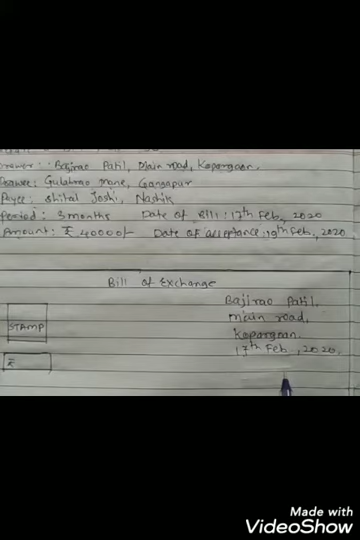 Drawer : Bajirao Patil, Main road, Kopargaon.
Drawee: Gulabrao Mane, Gangapur
Payee: Shital Joshi, Nashik
Period : 3 months Date of Bill : 17th Feb, 2020
Amount: ₹ 40000/- Date of acceptance : 19th Feb, 2020
Bill of Exchange
Bajirao Patil,
Main road,
Kopargaon.
17th Feb, 2020.
STAMP
₹
Made with
VideoShow